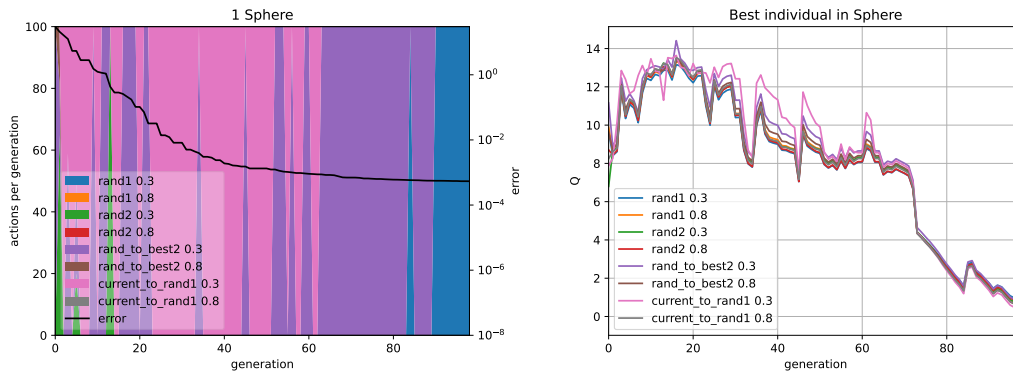 1 Sphere
100
80
60
40
20
0
actions per generation
rand1 0.3
rand1 0.8
rand2 0.3
rand2 0.8
rand_to_best2 0.3
rand_to_best2 0.8
current_to_rand1 0.3
current_to_rand1 0.8
error
0 20 40 60 80
generation
10⁰
10⁻²
10⁻⁴
10⁻⁶
10⁻⁸
error
Best individual in Sphere
14
12
10
8
6
4
2
0
Q
rand1 0.3
rand1 0.8
rand2 0.3
rand2 0.8
rand_to_best2 0.3
rand_to_best2 0.8
current_to_rand1 0.3
current_to_rand1 0.8
0 20 40 60 80
generation